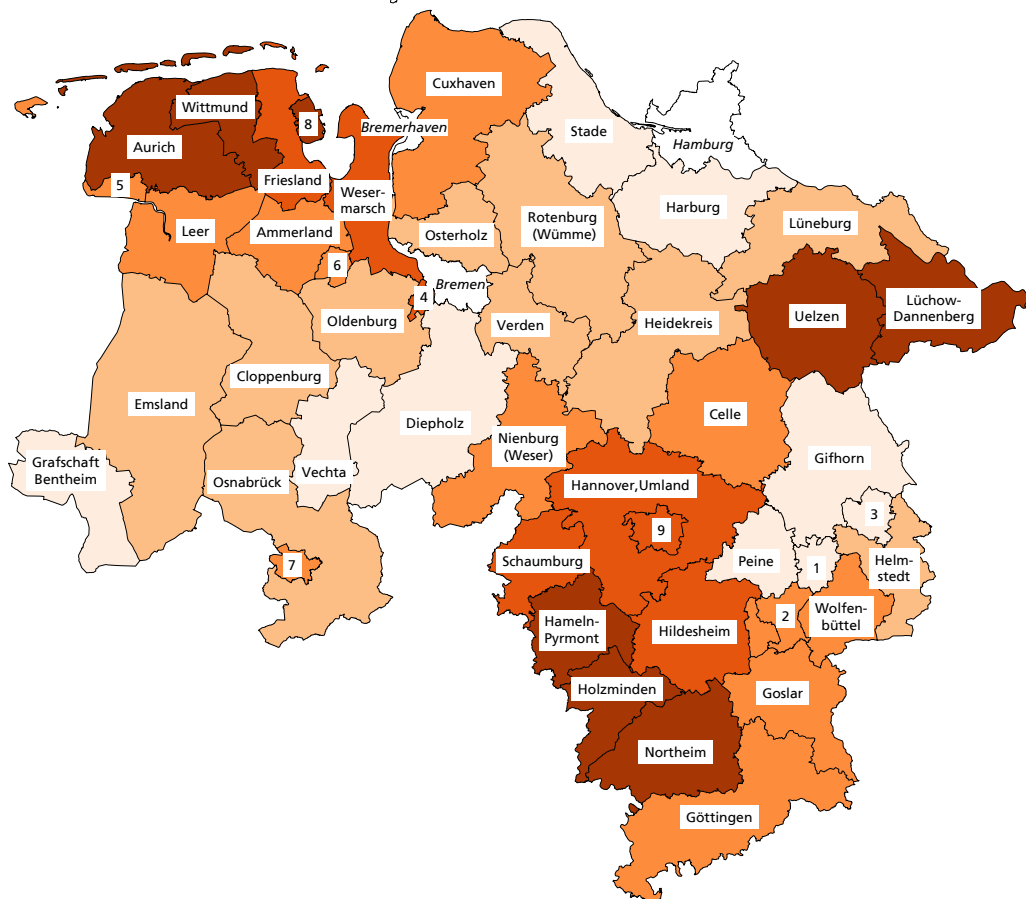 Cuxhaven
Wittmund
8
Bremerhaven
Stade
Aurich
Hamburg
5
Friesland
Weser-
marsch
Harburg
Rotenburg
(Wümme)
Lüneburg
Leer
Ammerland
Osterholz
6
Bremen
4
Lüchow-
Dannenberg
Uelzen
Oldenburg
Verden
Heidekreis
Cloppenburg
Emsland
Celle
Diepholz
Nienburg
(Weser)
Gifhorn
Grafschaft
Bentheim
Osnabrück
Vechta
Hannover,Umland
3
9
7
Schaumburg
Peine
1
Helm-
stedt
Hameln-
Pyrmont
Hildesheim
2
Wolfen-
büttel
Holzminden
Goslar
Northeim
Göttingen